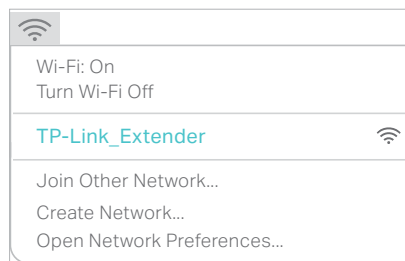 Wi-Fi: On
Turn Wi-Fi Off
TP-Link_Extender
Join Other Network...
Create Network...
Open Network Preferences...